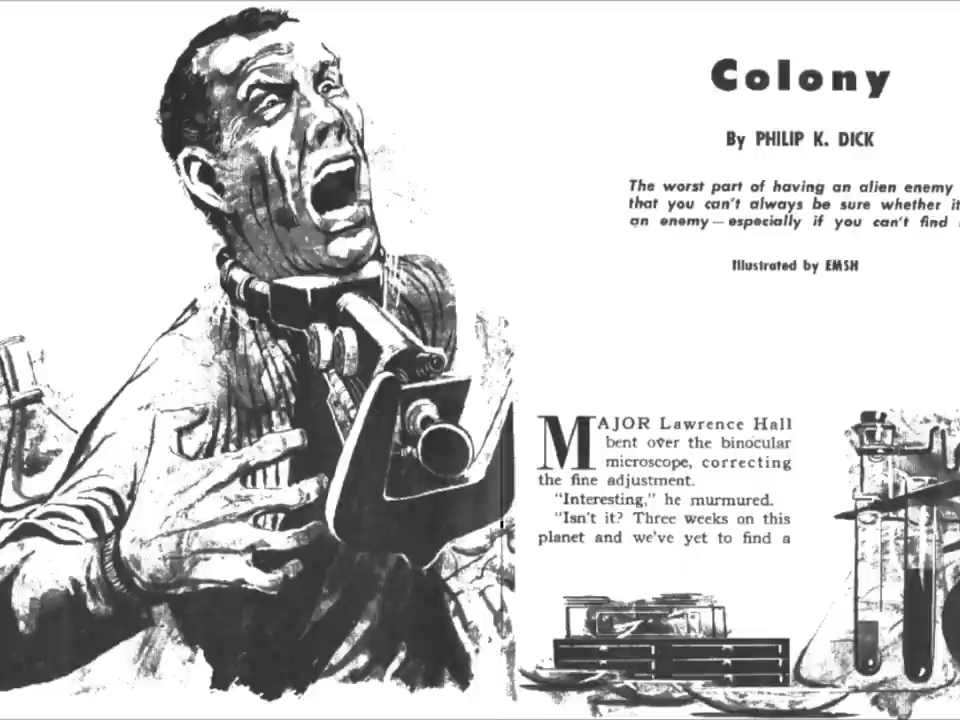 Colony
By PHILIP K. DICK
The worst part of having an alien enemy
that you can't always be sure whether it
an enemy—especially if you can't find
Illustrated by EMSH
MAJOR Lawrence Hall
bent over the binocular
microscope, correcting
the fine adjustment.
"Interesting," he murmured.
"Isn't it? Three weeks on this
planet and we've yet to find a